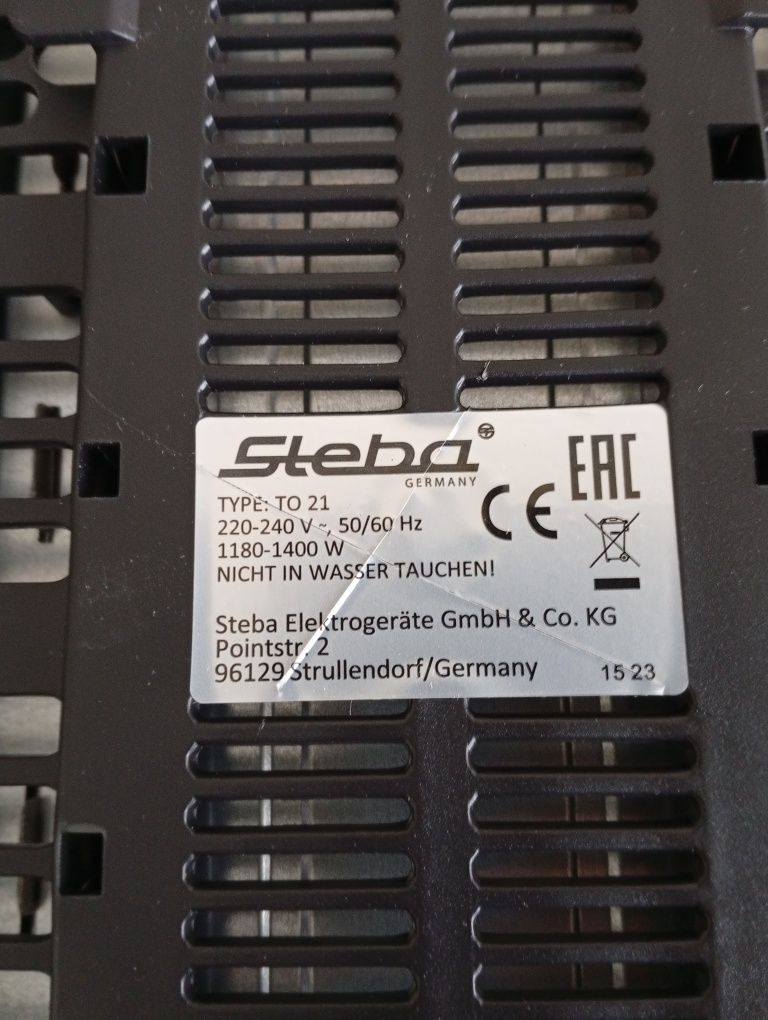 Steba
GERMANY
EAC
CE
TYPE: TO 21
220-240 V ~, 50/60 Hz
1180-1400 W
NICHT IN WASSER TAUCHEN!
Steba Elektrogeräte GmbH & Co. KG
Pointstr. 2
96129 Strullendorf/Germany
15 23